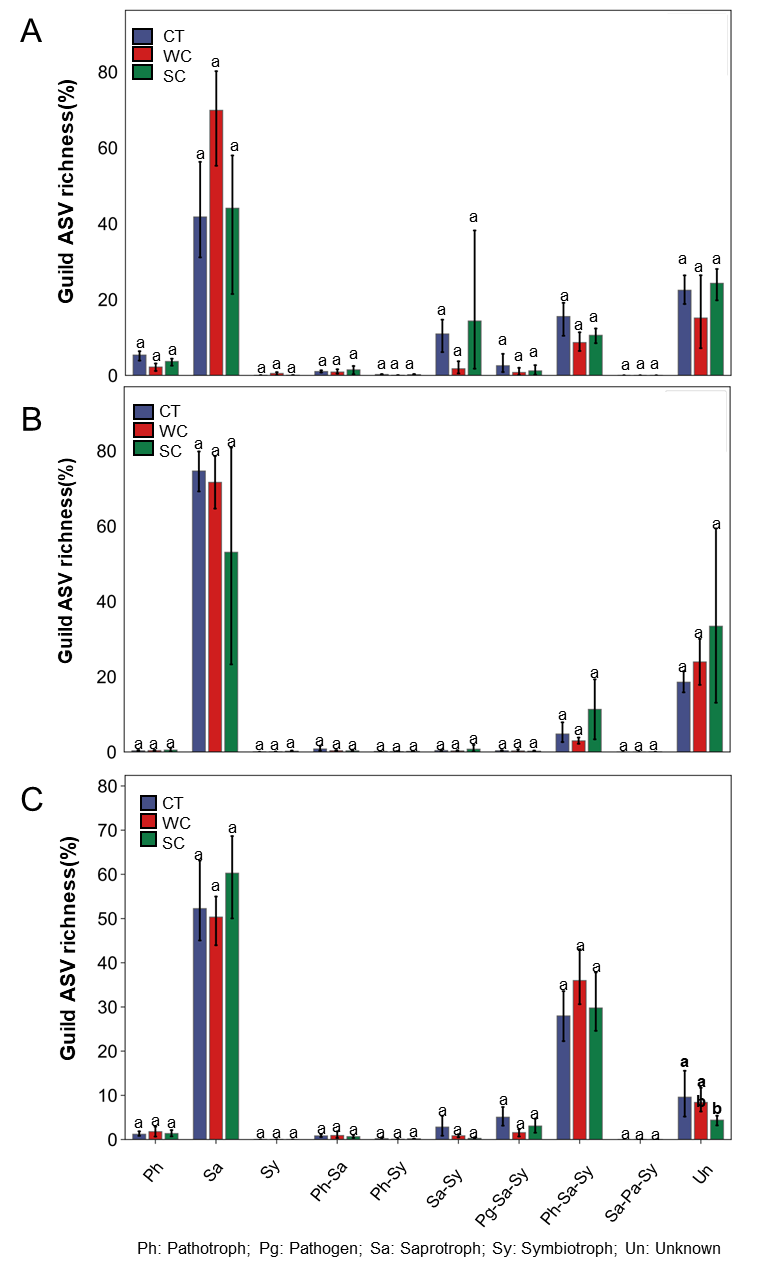 A
CT
WC
SC
Guild ASV richness(%)
80
60
40
20
0
a a a
a a a
a a a
a a a
a a a
a a a
a a a
a a a
a a a
a a a
B
CT
WC
SC
Guild ASV richness(%)
80
60
40
20
0
a a a
a a a
a a a
a a a
a a a
a a a
a a a
a a a
a a a
a a a
C
CT
WC
SC
Guild ASV richness(%)
80
70
60
50
40
30
20
10
0
a a a
a a a
a a a
a a a
a a a
a a a
a a a
a a a
a a a
a ab b
Ph Sa Sy Ph-Sa Ph-Sy Sa-Sy Pg-Sa-Sy Ph-Sa-Sy Sa-Pa-Sy Un
Ph: Pathotroph; Pg: Pathogen; Sa: Saprotroph; Sy: Symbiotroph; Un: Unknown